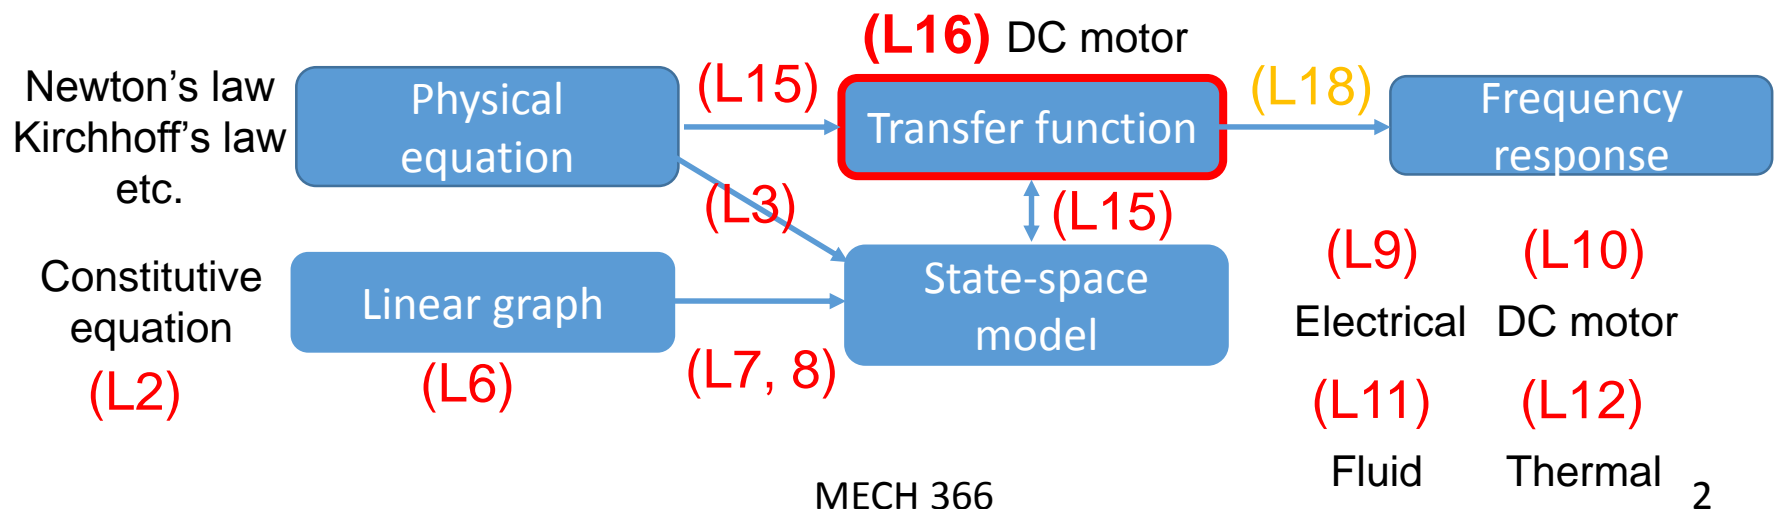 (L16) DC motor
Newton’s law
Kirchhoff’s law
etc.
Physical
equation
(L15)
Transfer function
(L18)
Frequency
response
(L3)
(L15)
Constitutive
equation
(L2)
Linear graph
(L6)
(L7, 8)
State-space
model
(L9)
Electrical
(L10)
DC motor
(L11)
Fluid
(L12)
Thermal
MECH 366
2